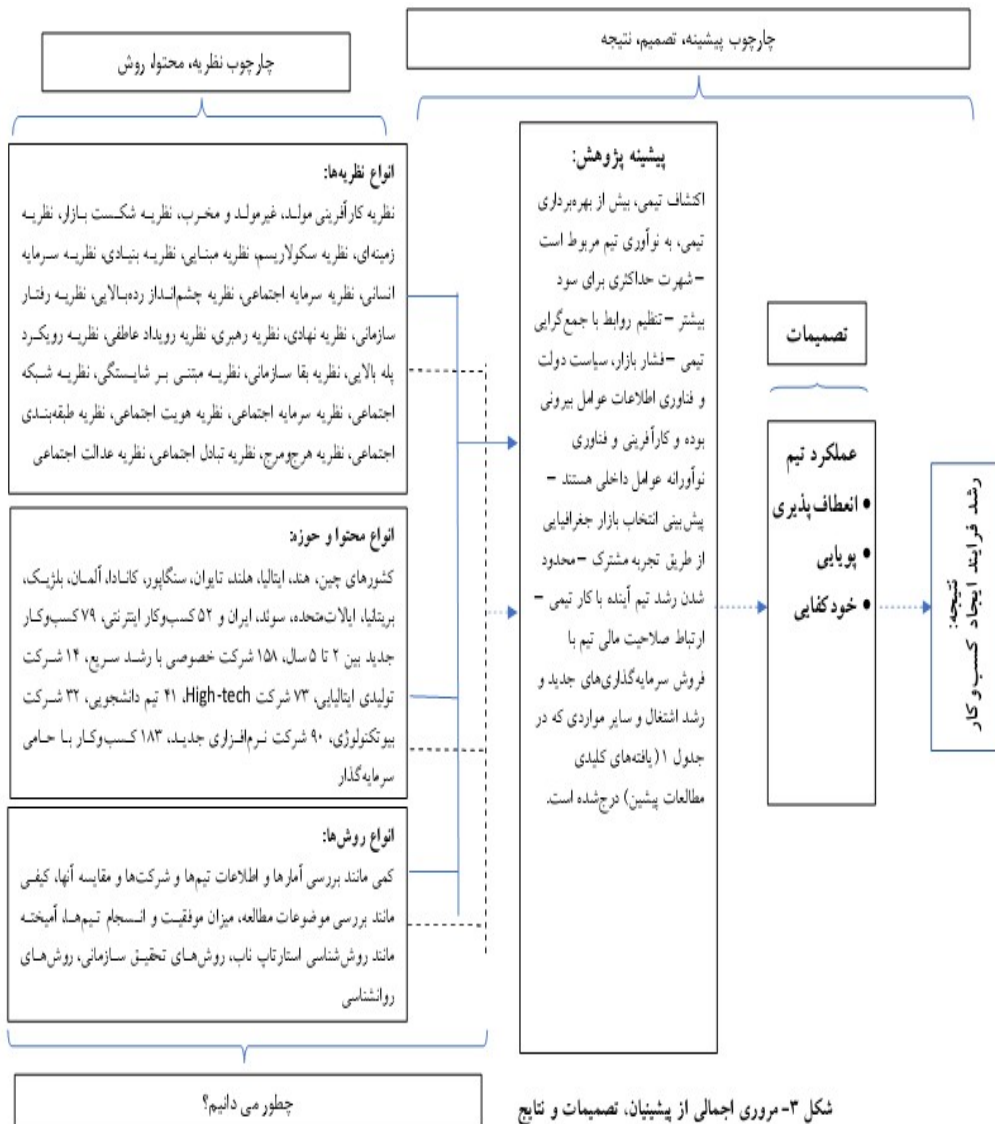 چارچوب پیشینه، تصمیم، نتیجه
چارچوب نظریه، محتوا، روش
انواع نظریه‌ها:
نظریه کارآفرینی مولد، غیرمولد و مخرب، نظریه شکست بازار، نظریه
زمینه‌ای، نظریه سکولاریسم، نظریه مبنایی، نظریه بنیادی، نظریه سرمایه
انسانی، نظریه سرمایه اجتماعی، نظریه چشم‌انداز رده‌بالایی، نظریه رفتار
سازمانی، نظریه نهادی، نظریه رهبری، نظریه رویداد عاطفی، نظریه رویکرد
پله بالایی، نظریه بقا سازمانی، نظریه مبتنی بر شایستگی، نظریه شبکه
اجتماعی، نظریه سرمایه اجتماعی، نظریه هویت اجتماعی، نظریه طبقه‌بندی
اجتماعی، نظریه هرج‌ومرج، نظریه تبادل اجتماعی، نظریه عدالت اجتماعی
انواع محتوا و حوزه:
کشورهای چین، هند، ایتالیا، هلند، تایوان، سنگاپور، کانادا، آلمان، بلژیک،
بریتانیا، ایالات‌متحده، سوئد، ایران و ۵۲ کسب‌وکار اینترنتی، ۷۹ کسب‌وکار
جدید بین ۲ تا ۵ سال، ۱۵۸ شرکت خصوصی با رشد سریع، ۱۴ شرکت
تولیدی ایتالیایی، ۷۳ شرکت High-tech، ۴۱ تیم دانشجویی، ۳۲ شرکت
بیوتکنولوژی، ۹۰ شرکت نرم‌افزاری جدید، ۱۸۳ کسب‌وکار با حامی
سرمایه‌گذار
انواع روش‌ها:
کمی مانند بررسی آمارها و اطلاعات تیم‌ها و شرکت‌ها و مقایسه آنها، کیفی
مانند بررسی موضوعات مطالعه، میزان موفقیت و انسجام تیم‌ها، آمیخته
مانند روش‌شناسی استارتاپ ناب، روش‌های تحقیق سازمانی، روش‌های
روانشناسی
چطور می دانیم؟
پیشینه پژوهش:
اکتشاف تیمی، بیش از بهره‌برداری
تیمی، به نوآوری تیم مربوط است
–شهرت حداکثری برای سود
بیشتر –تنظیم روابط با جمع‌گرایی
تیمی –فشار بازار، سیاست دولت
و فناوری اطلاعات عوامل بیرونی
بوده و کارآفرینی و فناوری
نوآورانه عوامل داخلی هستند –
پیش‌بینی انتخاب بازار جغرافیایی
از طریق تجربه مشترک –محدود
شدن رشد تیم آینده با کار تیمی –
ارتباط صلاحیت مالی تیم با
فروش سرمایه‌گذاری‌های جدید و
رشد اشتغال و سایر مواردی که در
جدول ۱(یافته‌های کلیدی
مطالعات پیشین) درج‌شده است.
تصمیمات
عملکرد تیم
• انعطاف‌پذیری
• پویایی
• خودکفایی
نتیجه:
رشد فرایند ایجاد کسب‌وکار
شکل ۳- مروری اجمالی از پیشینیان، تصمیمات و نتایج